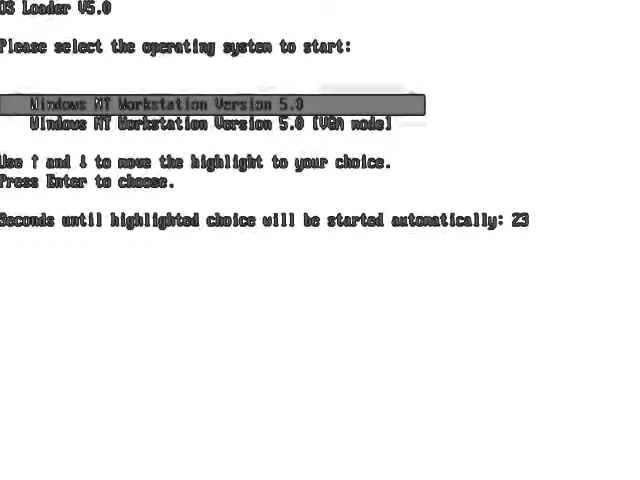 OS Loader V5.0
Please select the operating system to start:
Windows NT Workstation Version 5.0
Windows NT Workstation Version 5.0 [VGA mode]
Use ↑ and ↓ to move the highlight to your choice.
Press Enter to choose.
Seconds until highlighted choice will be started automatically: 23